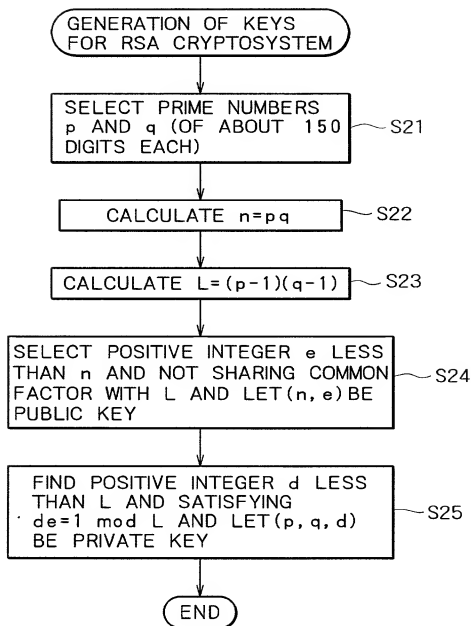 GENERATION OF KEYS
FOR RSA CRYPTOSYSTEM
SELECT PRIME NUMBERS
p AND q (OF ABOUT 150
DIGITS EACH)
S21
CALCULATE n=pq
S22
CALCULATE L=(p-1)(q-1)
S23
SELECT POSITIVE INTEGER e LESS
THAN n AND NOT SHARING COMMON
FACTOR WITH L AND LET(n,e)BE
PUBLIC KEY
S24
FIND POSITIVE INTEGER d LESS
THAN L AND SATISFYING
de=1 mod L AND LET(p,q,d)
BE PRIVATE KEY
S25
END